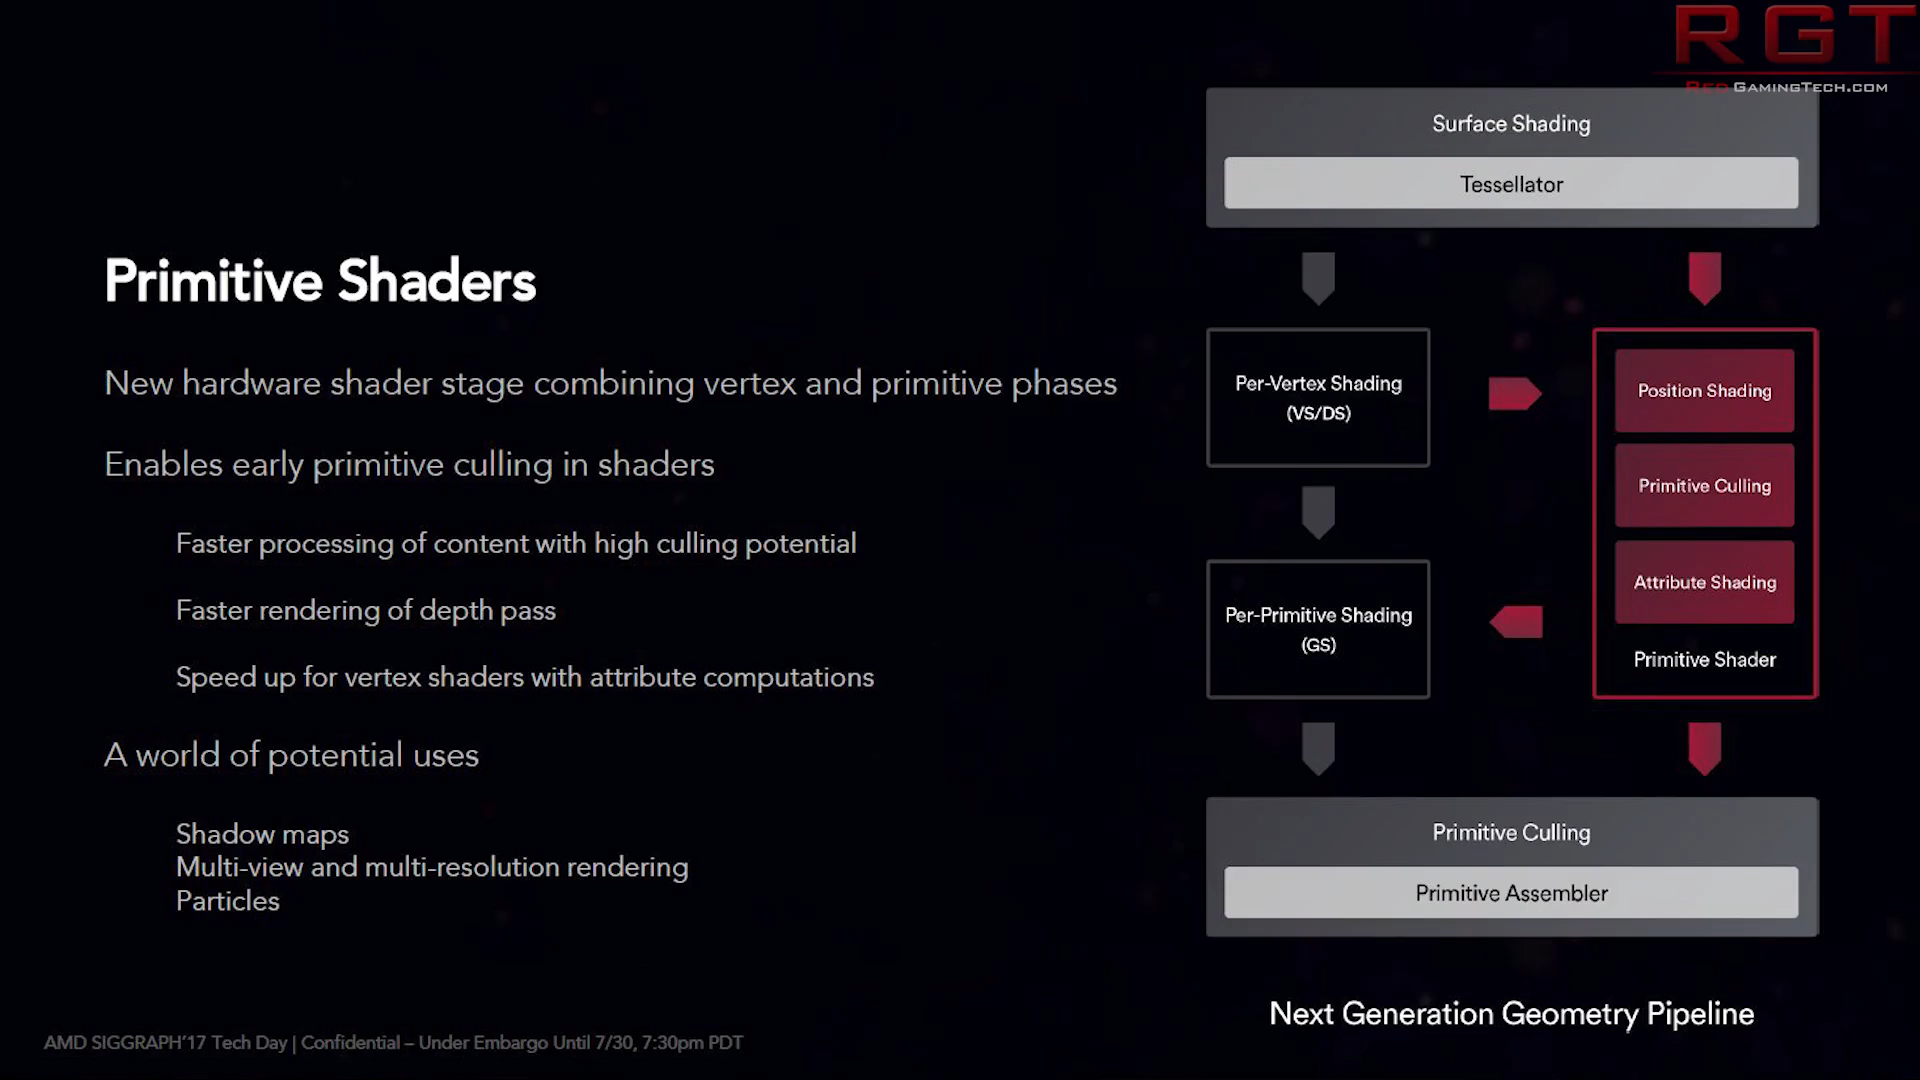 RGT
RED GAMINGTECH.COM
Primitive Shaders
New hardware shader stage combining vertex and primitive phases
Enables early primitive culling in shaders
Faster processing of content with high culling potential
Faster rendering of depth pass
Speed up for vertex shaders with attribute computations
A world of potential uses
Shadow maps
Multi-view and multi-resolution rendering
Particles
AMD SIGGRAPH'17 Tech Day | Confidential – Under Embargo Until 7/30, 7:30pm PDT
Surface Shading
Tessellator
Per-Vertex Shading
(VS/DS)
Per-Primitive Shading
(GS)
Position Shading
Primitive Culling
Attribute Shading
Primitive Shader
Primitive Culling
Primitive Assembler
Next Generation Geometry Pipeline